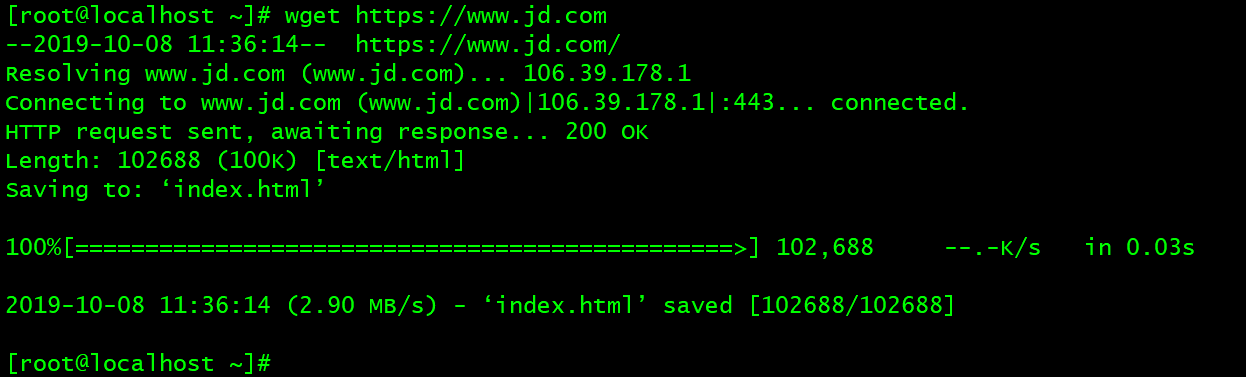 [root@localhost ~]# wget https://www.jd.com
--2019-10-08 11:36:14--  https://www.jd.com/
Resolving www.jd.com (www.jd.com)... 106.39.178.1
Connecting to www.jd.com (www.jd.com)|106.39.178.1|:443... connected.
HTTP request sent, awaiting response... 200 OK
Length: 102688 (100K) [text/html]
Saving to: ‘index.html’
100%[===============================================>] 102,688     --.-K/s   in 0.03s
2019-10-08 11:36:14 (2.90 MB/s) - ‘index.html’ saved [102688/102688]
[root@localhost ~]#